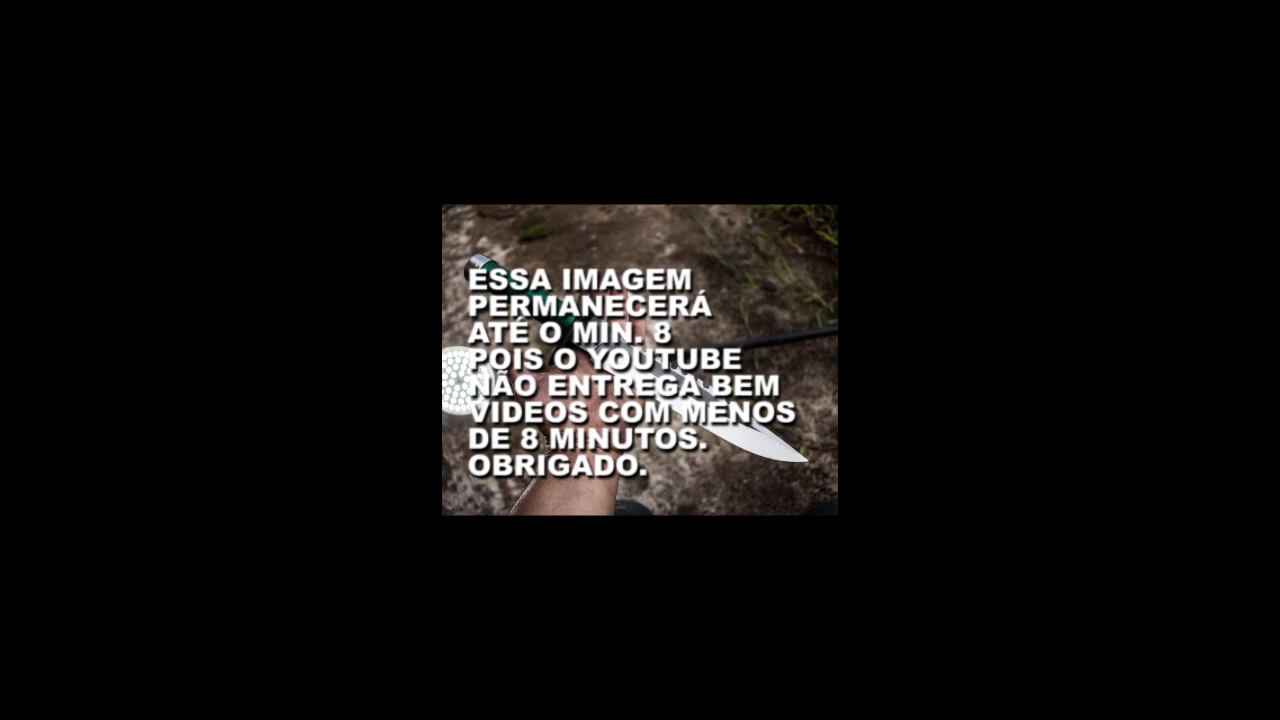 ESSA IMAGEM
PERMANECERÁ
ATÉ O MIN. 8
POIS O YOUTUBE
NÃO ENTREGA BEM
VIDEOS COM MENOS
DE 8 MINUTOS.
OBRIGADO.